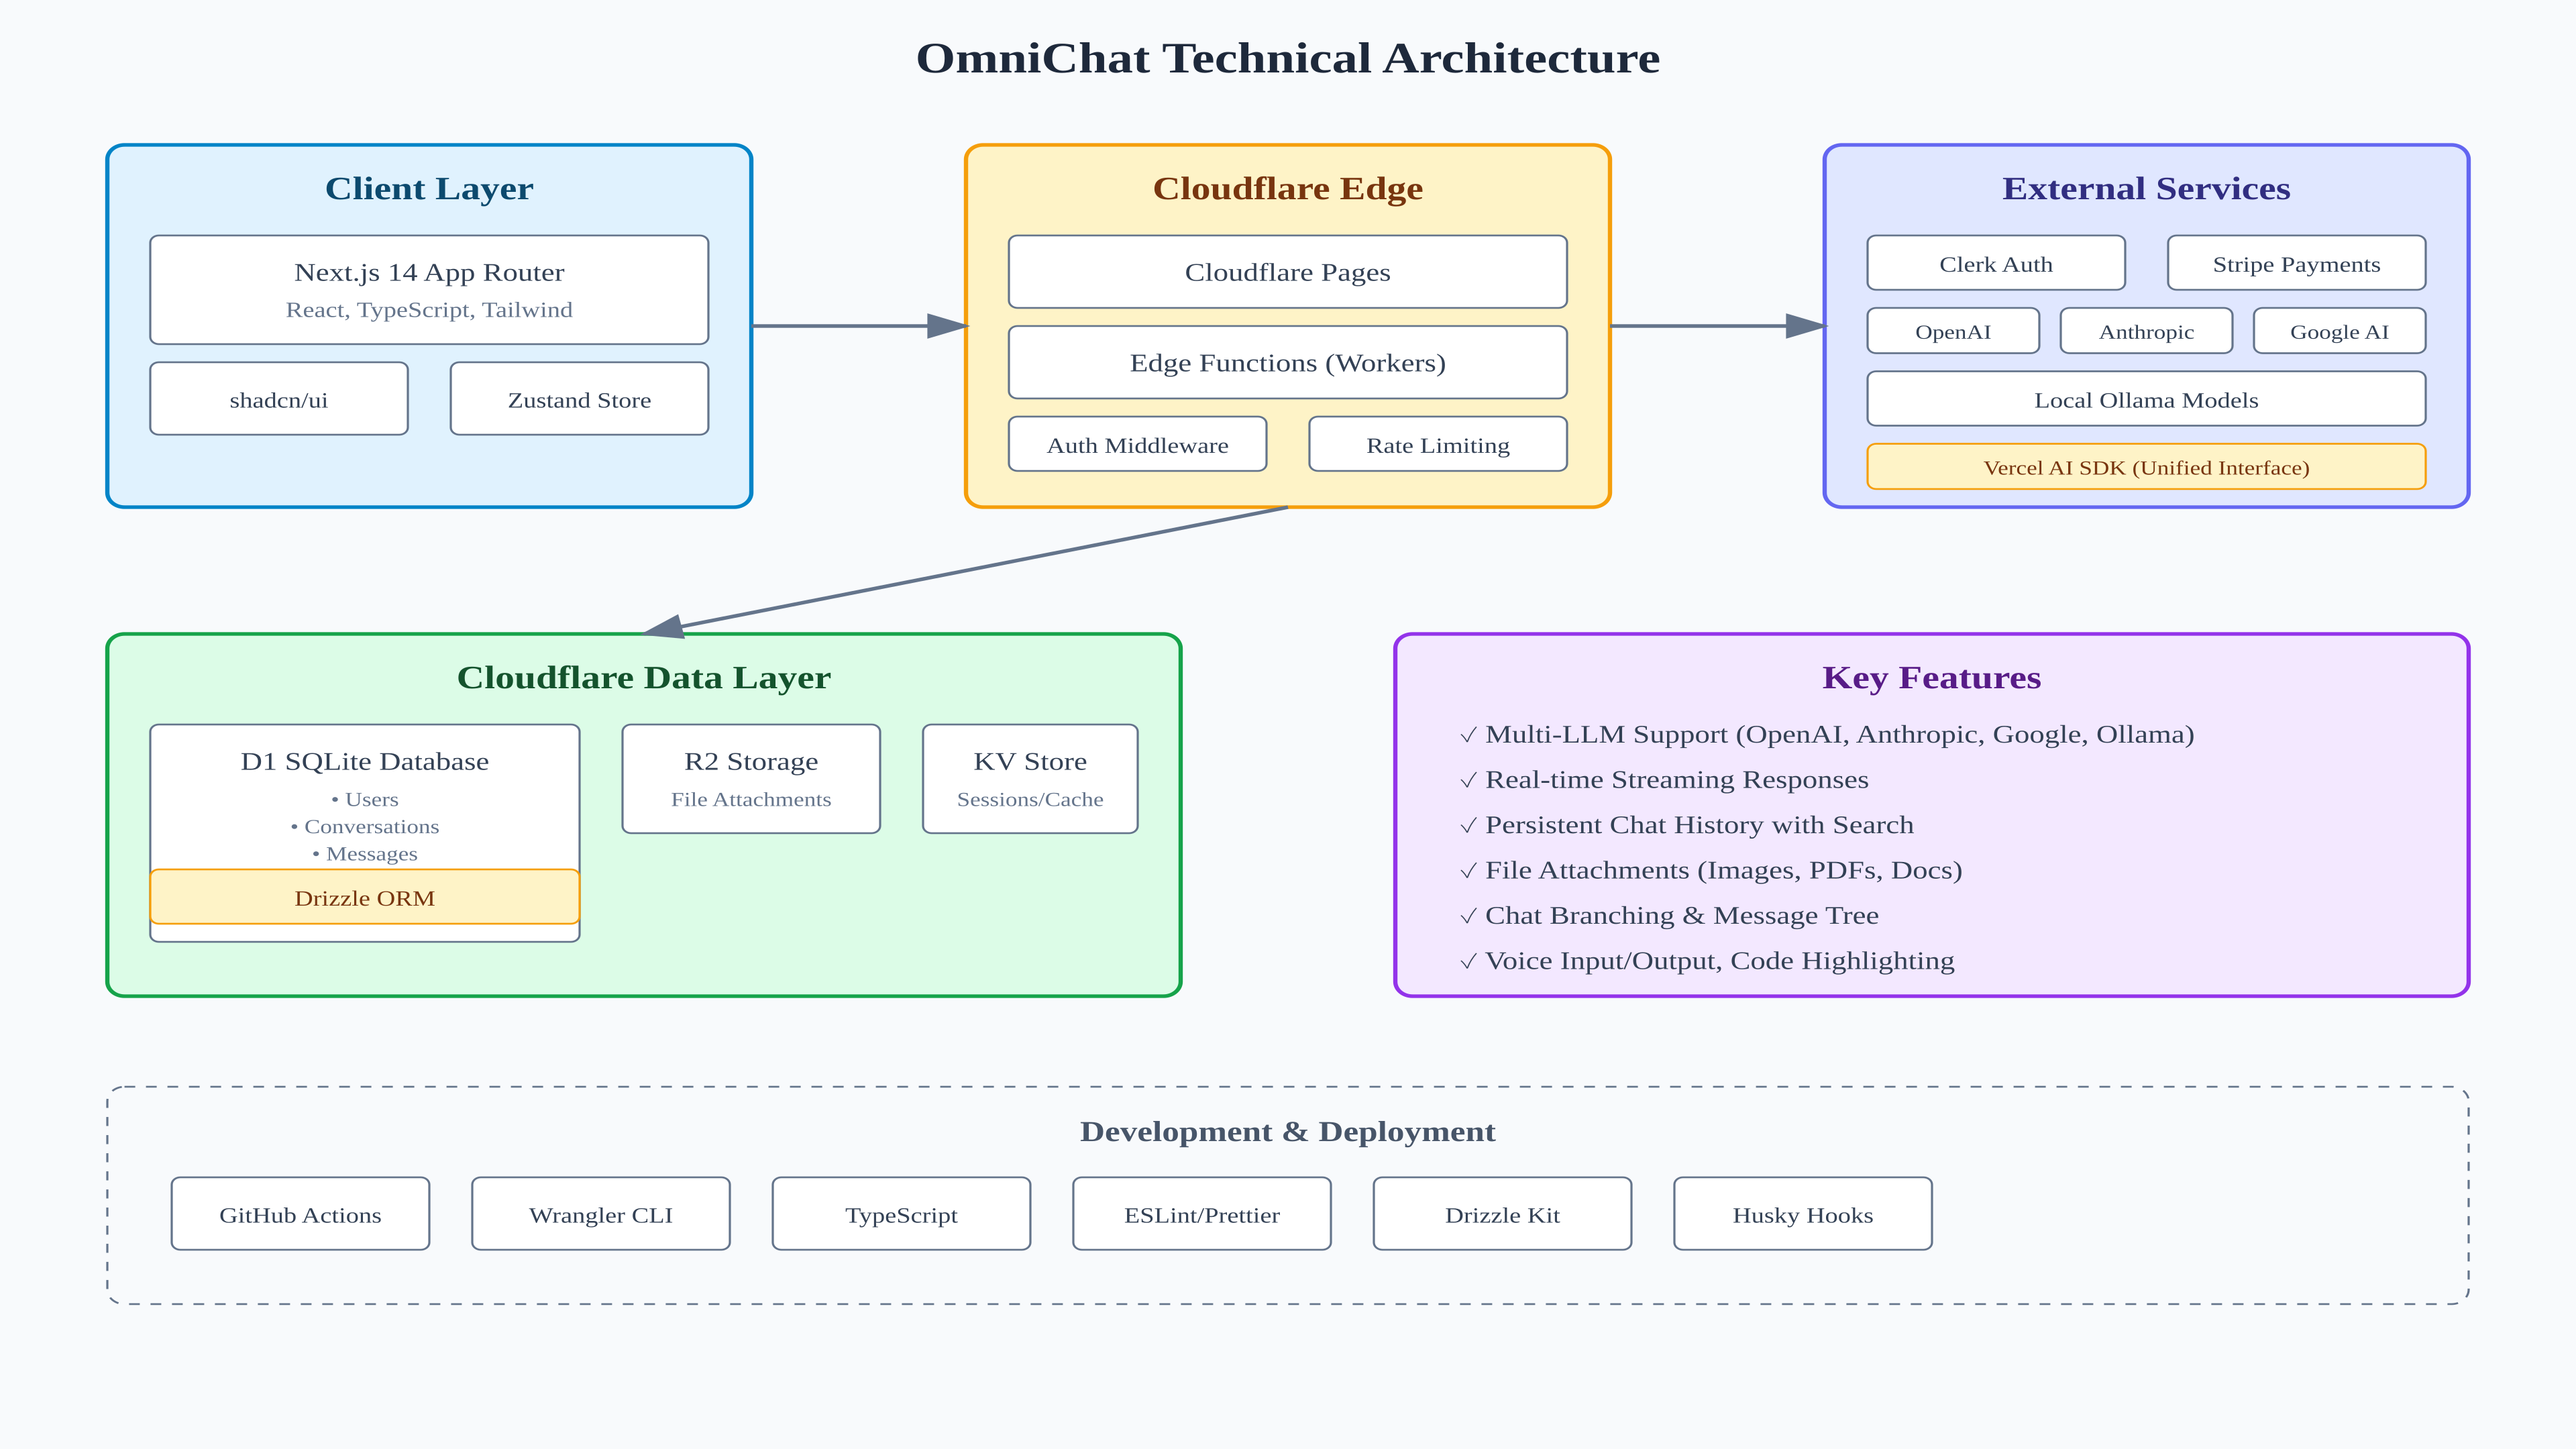 OmniChat Technical Architecture
Client Layer
Next.js 14 App Router
React, TypeScript, Tailwind
shadcn/ui
Zustand Store
Cloudflare Edge
Cloudflare Pages
Edge Functions (Workers)
Auth Middleware
Rate Limiting
External Services
Clerk Auth
Stripe Payments
OpenAI
Anthropic
Google AI
Local Ollama Models
Vercel AI SDK (Unified Interface)
Cloudflare Data Layer
D1 SQLite Database
• Users
• Conversations
• Messages
Drizzle ORM
R2 Storage
File Attachments
KV Store
Sessions/Cache
Key Features
✓ Multi-LLM Support (OpenAI, Anthropic, Google, Ollama)
✓ Real-time Streaming Responses
✓ Persistent Chat History with Search
✓ File Attachments (Images, PDFs, Docs)
✓ Chat Branching & Message Tree
✓ Voice Input/Output, Code Highlighting
Development & Deployment
GitHub Actions
Wrangler CLI
TypeScript
ESLint/Prettier
Drizzle Kit
Husky Hooks